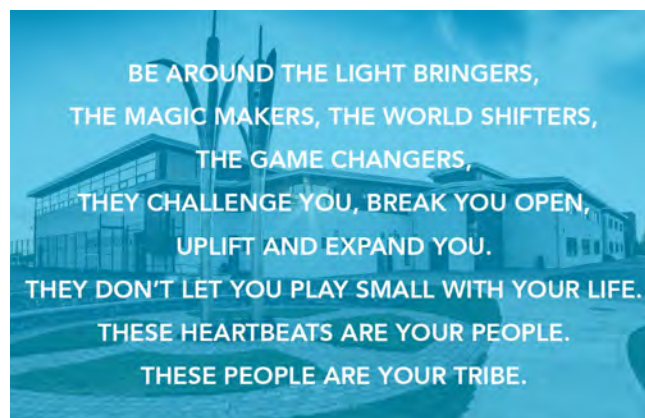 BE AROUND THE LIGHT BRINGERS,
THE MAGIC MAKERS, THE WORLD SHIFTERS,
THE GAME CHANGERS,
THEY CHALLENGE YOU, BREAK YOU OPEN,
UPLIFT AND EXPAND YOU.
THEY DON'T LET YOU PLAY SMALL WITH YOUR LIFE.
THESE HEARTBEATS ARE YOUR PEOPLE.
THESE PEOPLE ARE YOUR TRIBE.